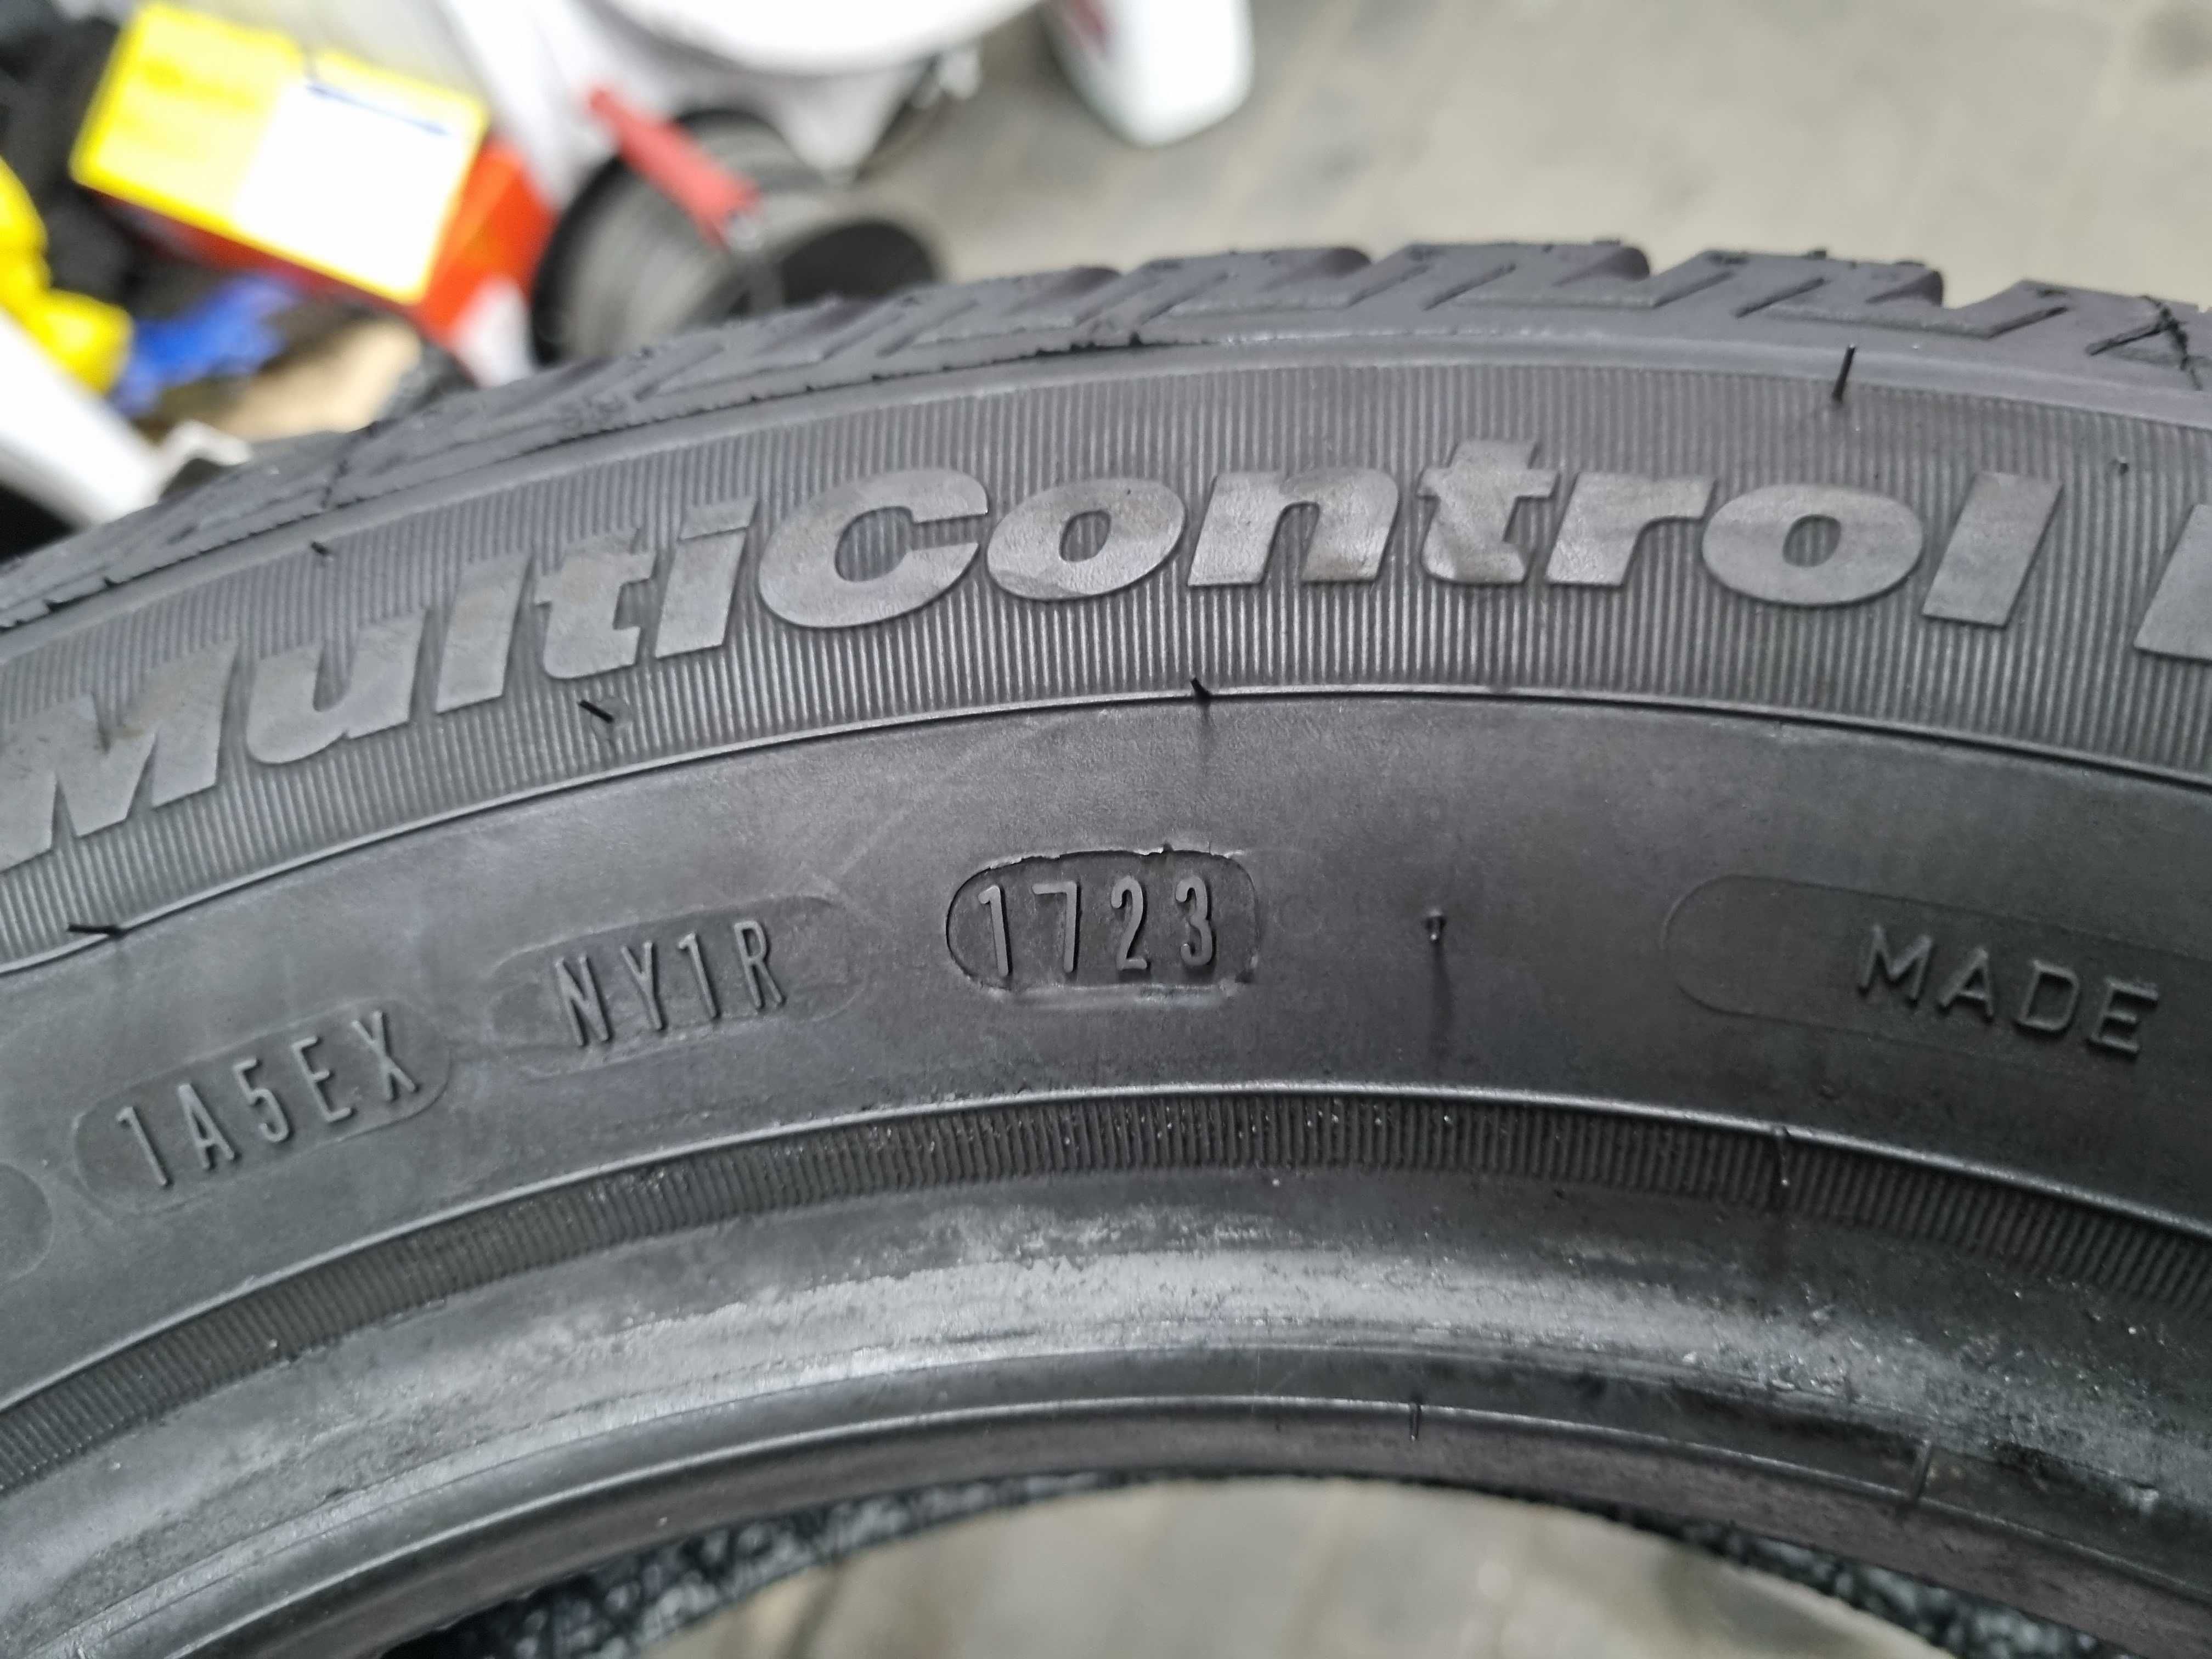 MultiControl
1A5EX NY1R 1723 MADE